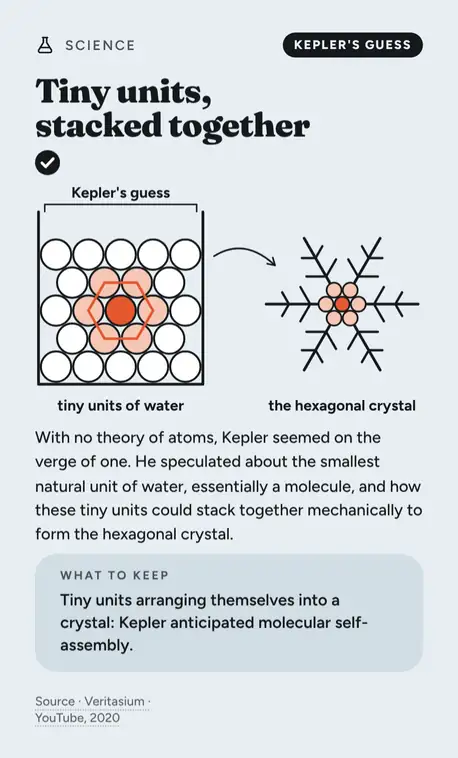 SCIENCE
KEPLER'S GUESS
Tiny units,
stacked together
Kepler's guess
tiny units of water
the hexagonal crystal
With no theory of atoms, Kepler seemed on the
verge of one. He speculated about the smallest
natural unit of water, essentially a molecule, and how
these tiny units could stack together mechanically to
form the hexagonal crystal.
WHAT TO KEEP
Tiny units arranging themselves into a
crystal: Kepler anticipated molecular self-
assembly.
Source · Veritasium ·
YouTube, 2020